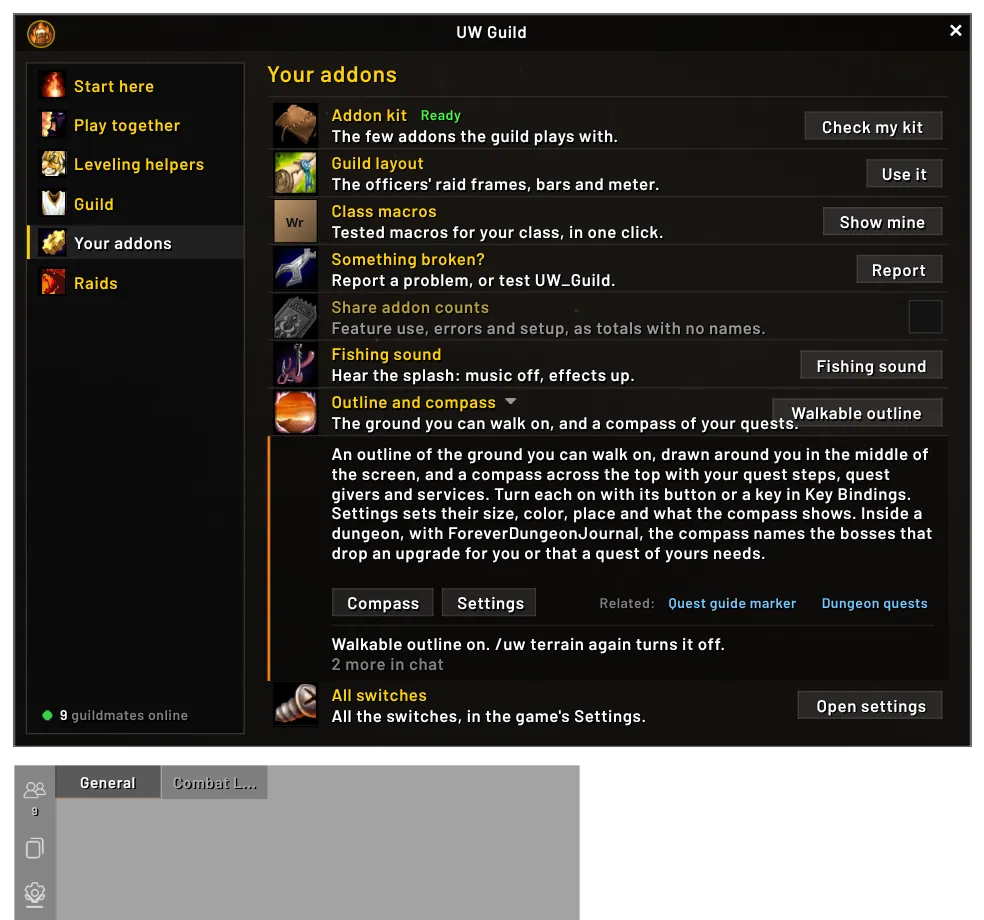 UW Guild
Start here
Play together
Leveling helpers
Guild
Your addons
Raids
9 guildmates online
Your addons
Addon kit Ready
The few addons the guild plays with.
Check my kit
Guild layout
The officers' raid frames, bars and meter.
Use it
Wr
Class macros
Tested macros for your class, in one click.
Show mine
Something broken?
Report a problem, or test UW_Guild.
Report
Share addon counts
Feature use, errors and setup, as totals with no names.
Fishing sound
Hear the splash: music off, effects up.
Fishing sound
Outline and compass
The ground you can walk on, and a compass of your quests.
Walkable outline
An outline of the ground you can walk on, drawn around you in the middle of
the screen, and a compass across the top with your quest steps, quest
givers and services. Turn each on with its button or a key in Key Bindings.
Settings sets their size, color, place and what the compass shows. Inside a
dungeon, with ForeverDungeonJournal, the compass names the bosses that
drop an upgrade for you or that a quest of yours needs.
Compass Settings Related: Quest guide marker Dungeon quests
Walkable outline on. /uw terrain again turns it off.
2 more in chat
All switches
All the switches, in the game's Settings.
Open settings
General Combat L...
9